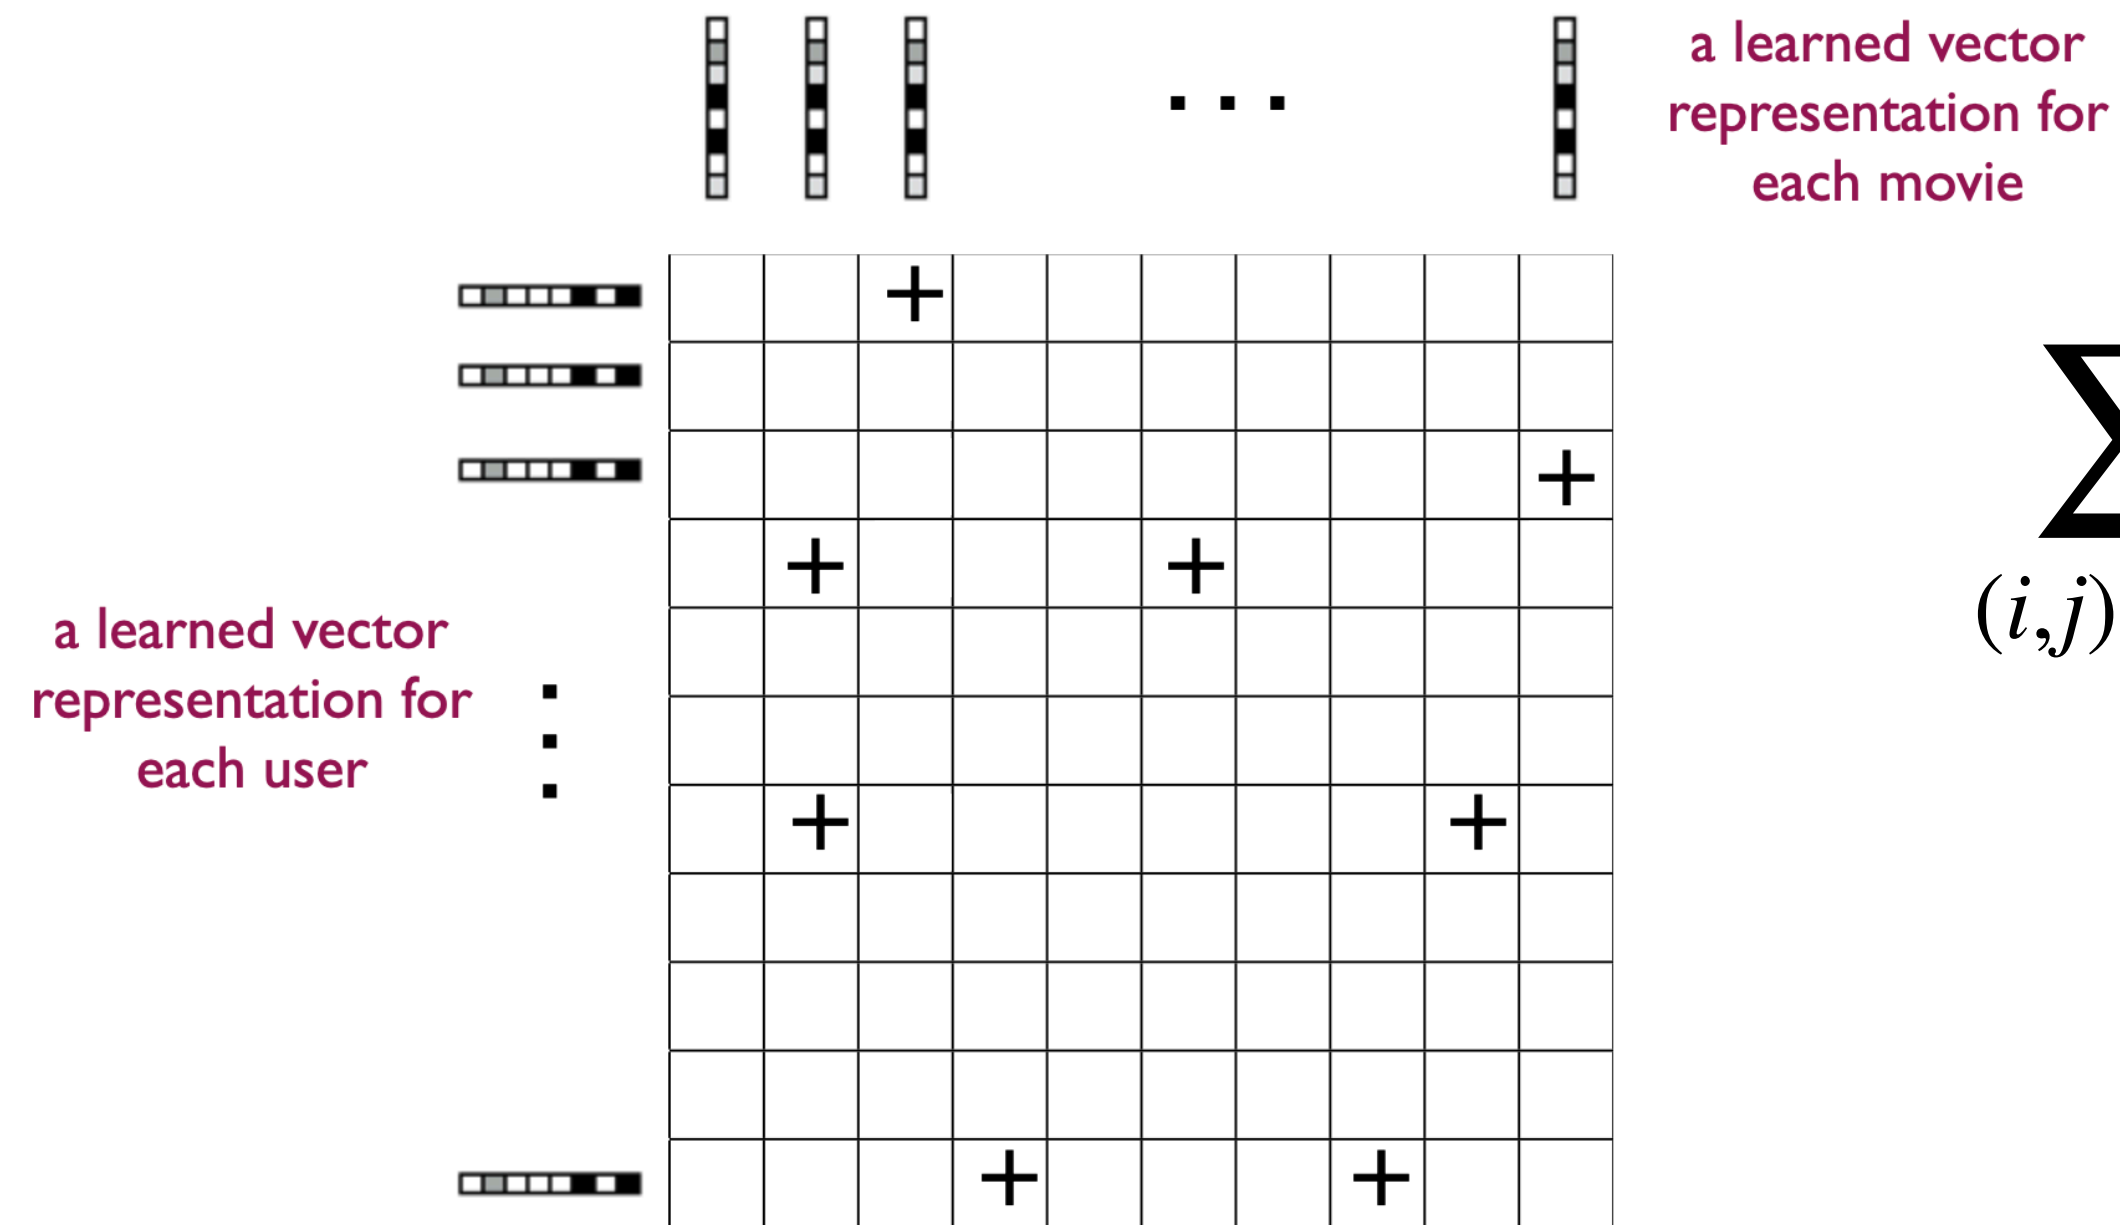 a learned vector
representation for
each movie
+
+
+ +
a learned vector
representation for
each user
+ +
+ +
∑
(i,j)